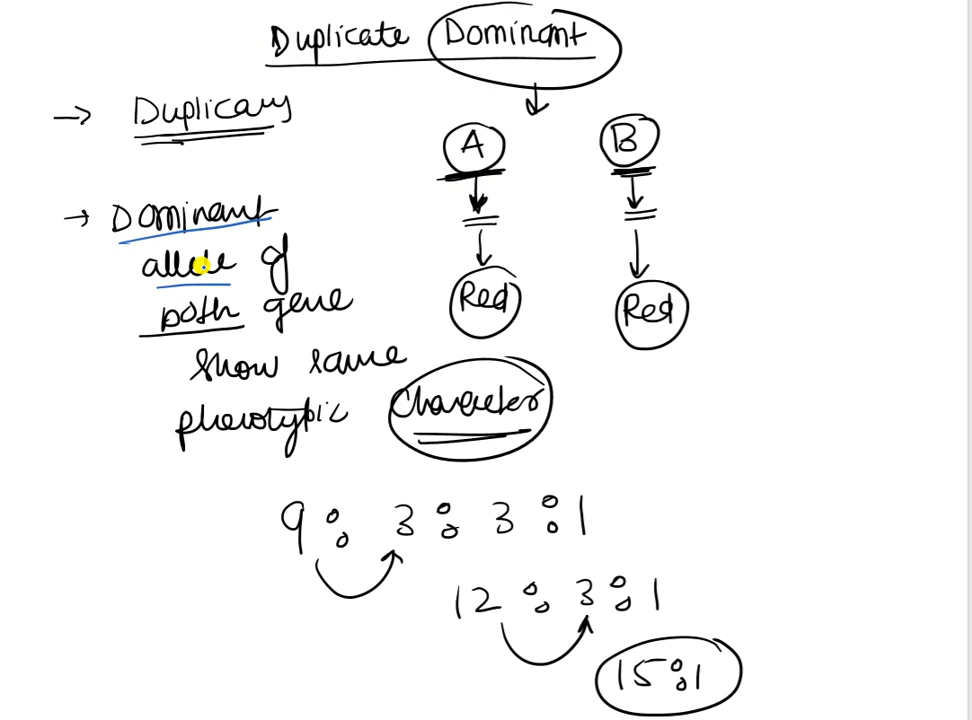 Duplicate Dominant
→ Duplicacy
A B
→ Dominant
allele of
both gene
Red Red
show same
phenotypic Character
9 : 3 : 3 : 1
12 : 3 : 1
15 : 1